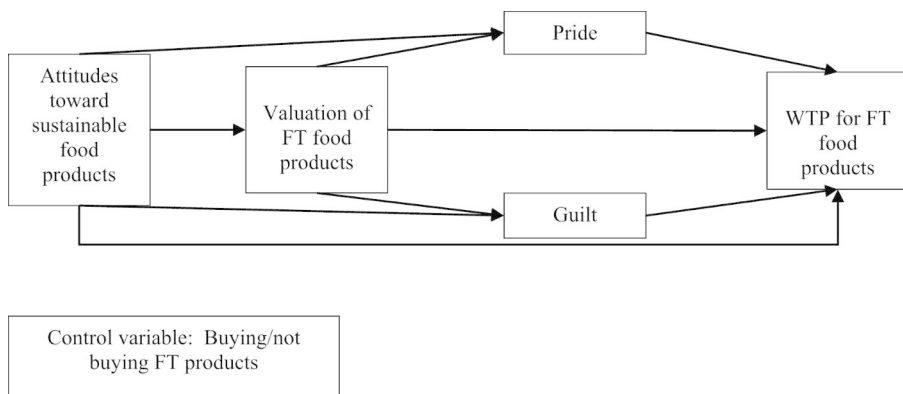 Pride
Attitudes
toward
sustainable
food
products
Valuation of
FT food
products
WTP for FT
food
products
Guilt
Control variable:  Buying/not
buying FT products